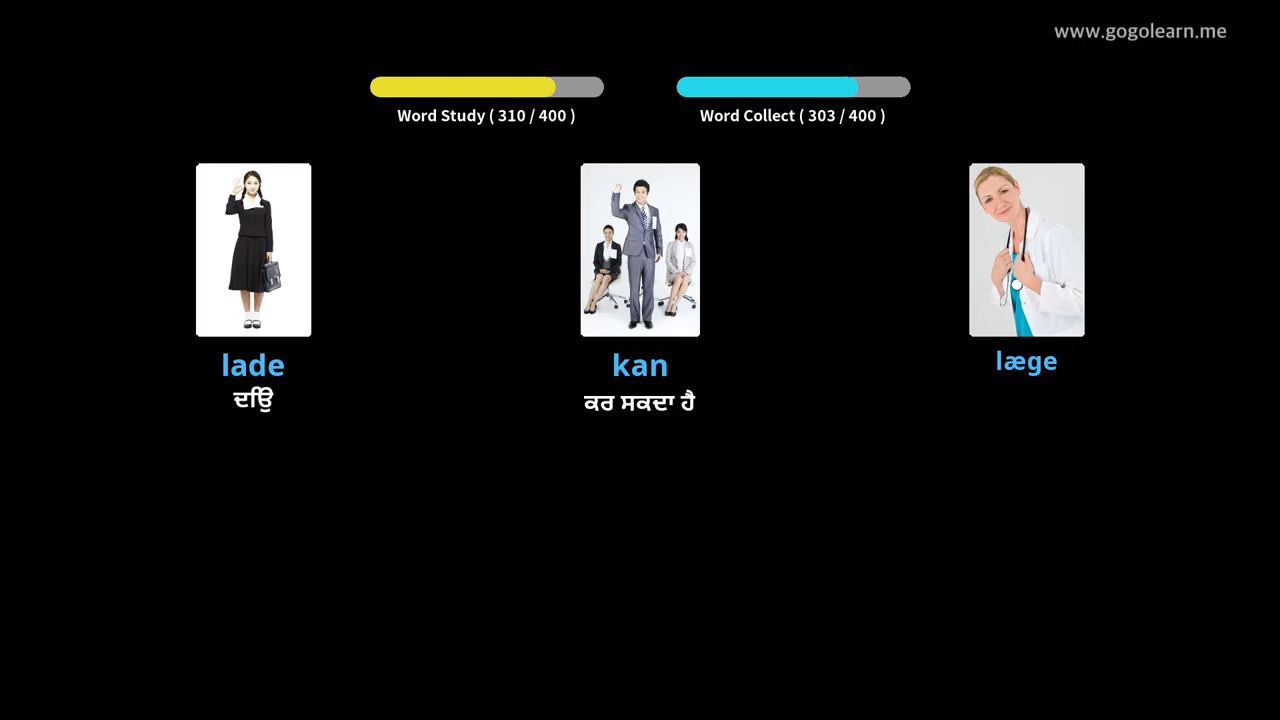 www.gogolearn.me
Word Study ( 310 / 400 )
Word Collect ( 303 / 400 )
lade
ਦਿਉ
kan
ਕਰ ਸਕਦਾ ਹੈ
læge